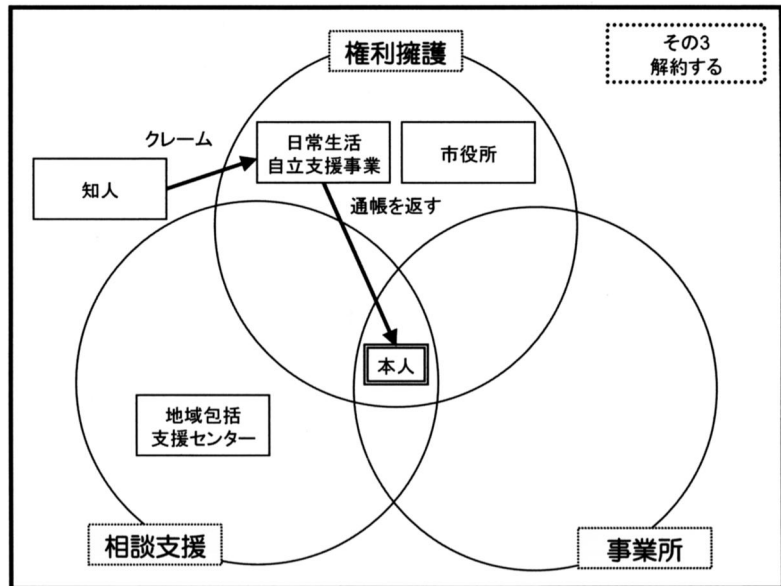 権利擁護
その3
解約する
クレーム
日常生活
自立支援事業
市役所
知人
通帳を返す
本人
地域包括
支援センター
相談支援
事業所